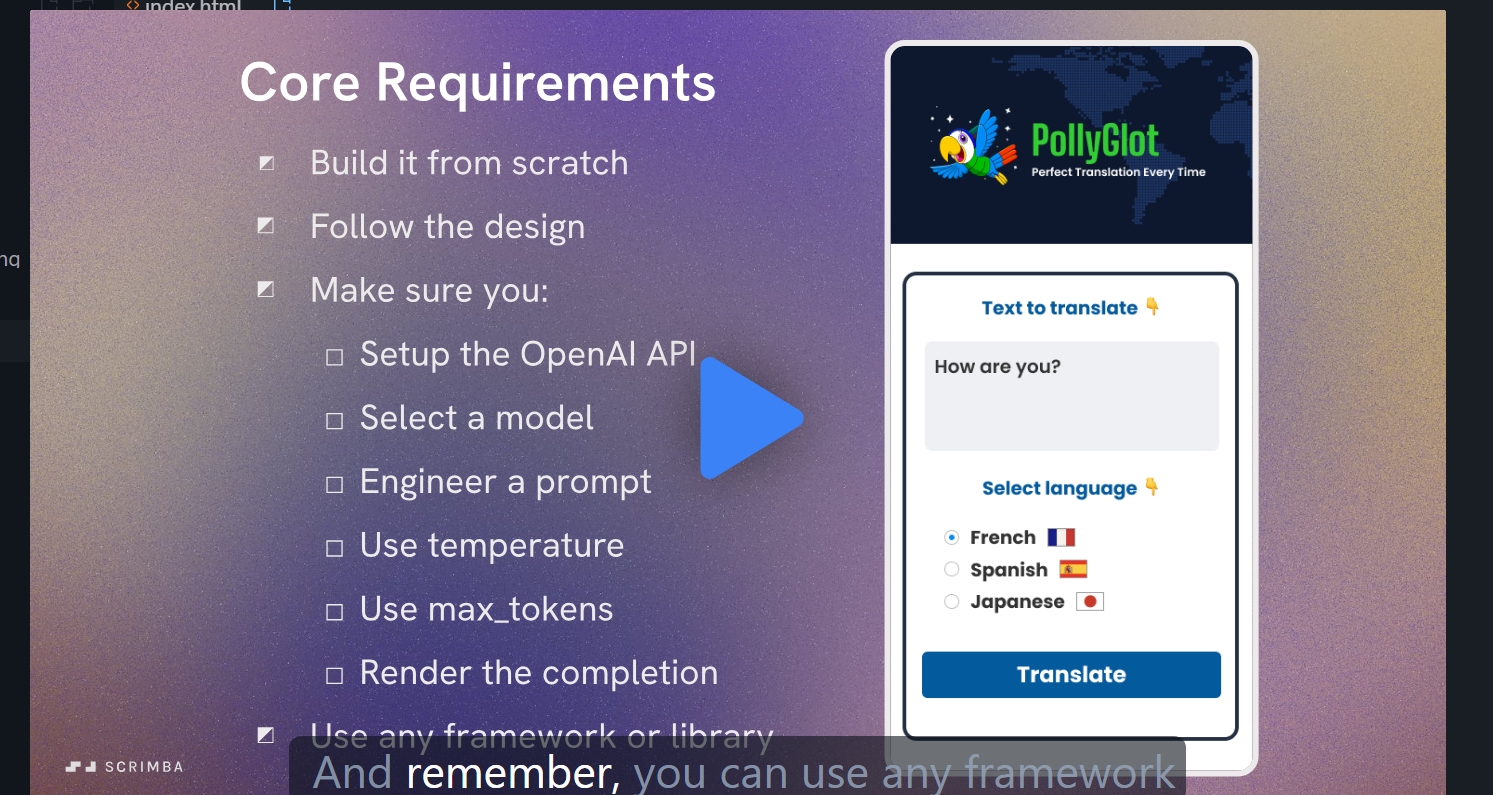 index.html
Core Requirements
Build it from scratch
Follow the design
Make sure you:
Setup the OpenAI API
Select a model
Engineer a prompt
Use temperature
Use max_tokens
Render the completion
Use any framework or library
And remember, you can use any framework
SCRIMBA
PollyGlot
Perfect Translation Every Time
Text to translate 👇
How are you?
Select language 👇
French
Spanish
Japanese
Translate